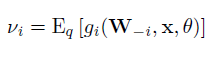 ν_i = E_q [g_i(W_{-i}, x, θ)]